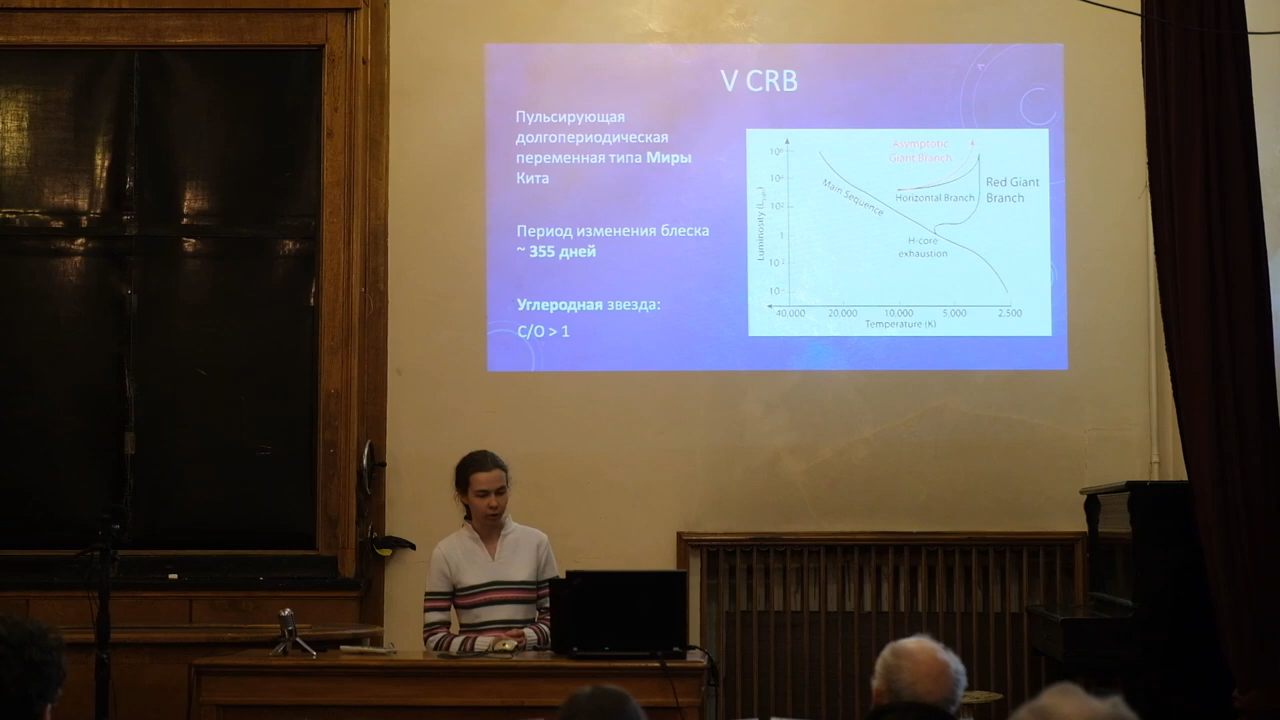 V CRB
Пульсирующая
долгопериодическая
переменная типа Миры
Кита
Период изменения блеска
~ 355 дней
Углеродная звезда:
C/O > 1
Asymptotic
Giant Branch
Main Sequence
Horizontal Branch
Red Giant
Branch
H-core
exhaustion
Luminosity
1
40,000 20,000 10,000 5,000 2,500
Temperature (K)